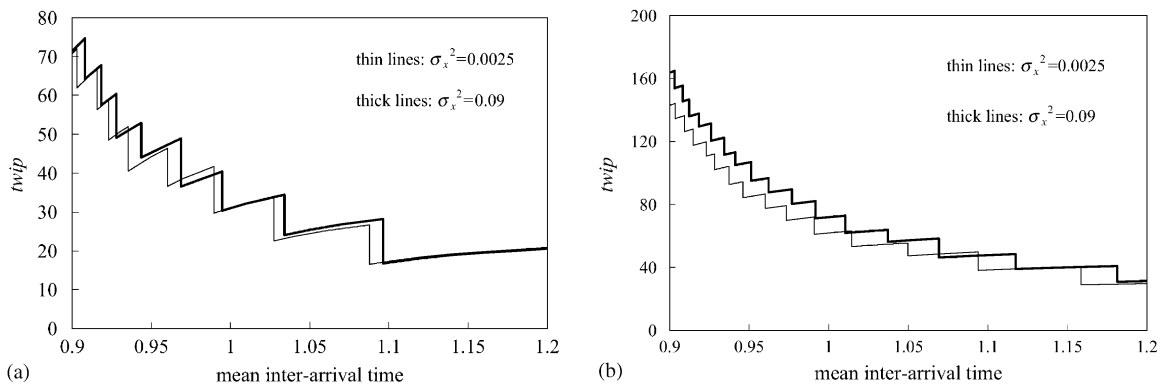 80
70
60
50
40
30
20
10
0
twip
thin lines: σx²=0.0025
thick lines: σx²=0.09
0.9 0.95 1 1.05 1.1 1.15 1.2
mean inter-arrival time
(a)
200
160
120
80
40
0
twip
thin lines: σx²=0.0025
thick lines: σx²=0.09
0.9 0.95 1 1.05 1.1 1.15 1.2
mean inter-arrival time
(b)